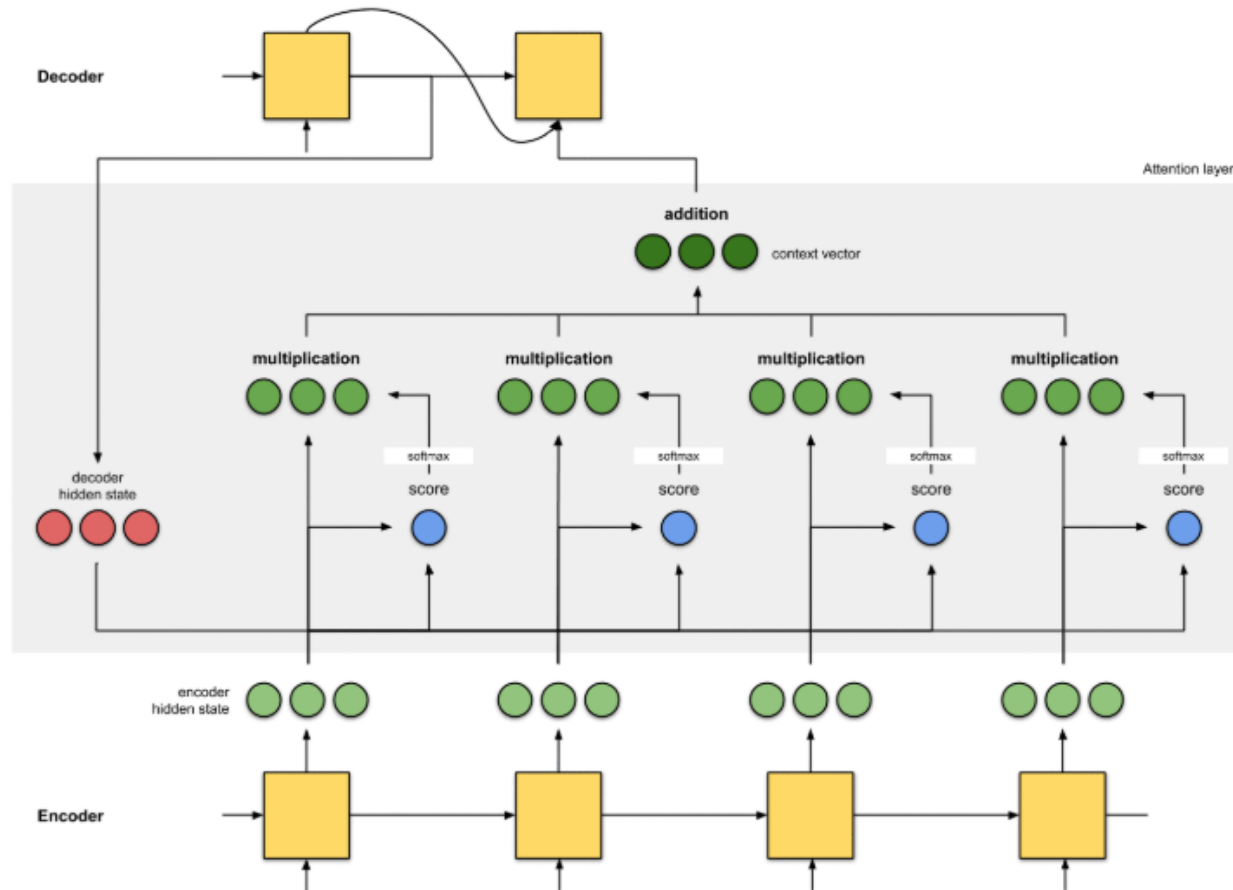 Decoder
Attention layer
addition
context vector
multiplication
multiplication
multiplication
multiplication
softmax
softmax
softmax
softmax
decoder
hidden state
score
score
score
score
encoder
hidden state
Encoder